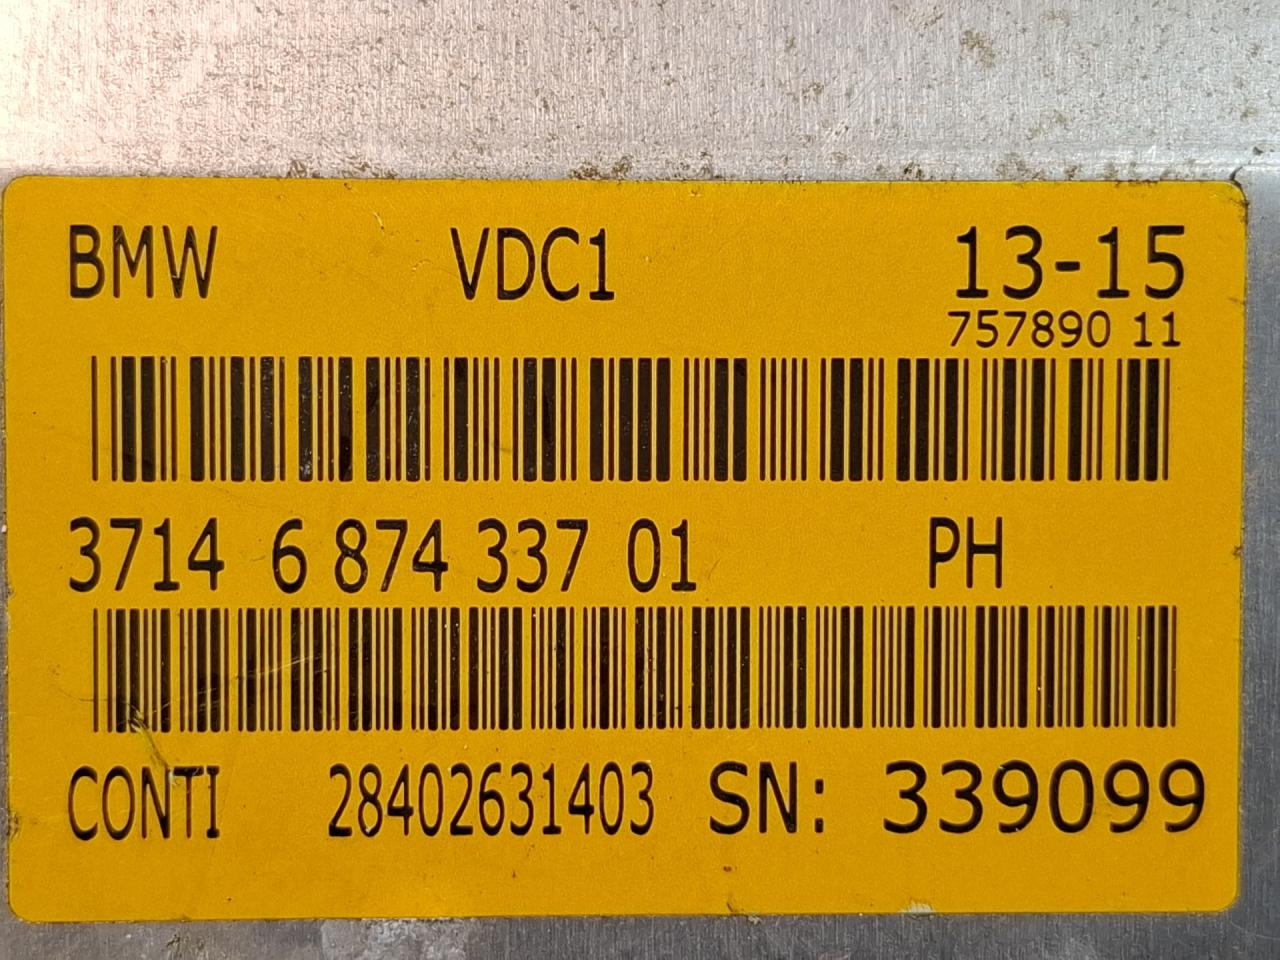 BMW VDC1 13-15
757890 11
3714 6 874 337 01 PH
CONTI 28402631403 SN: 339099